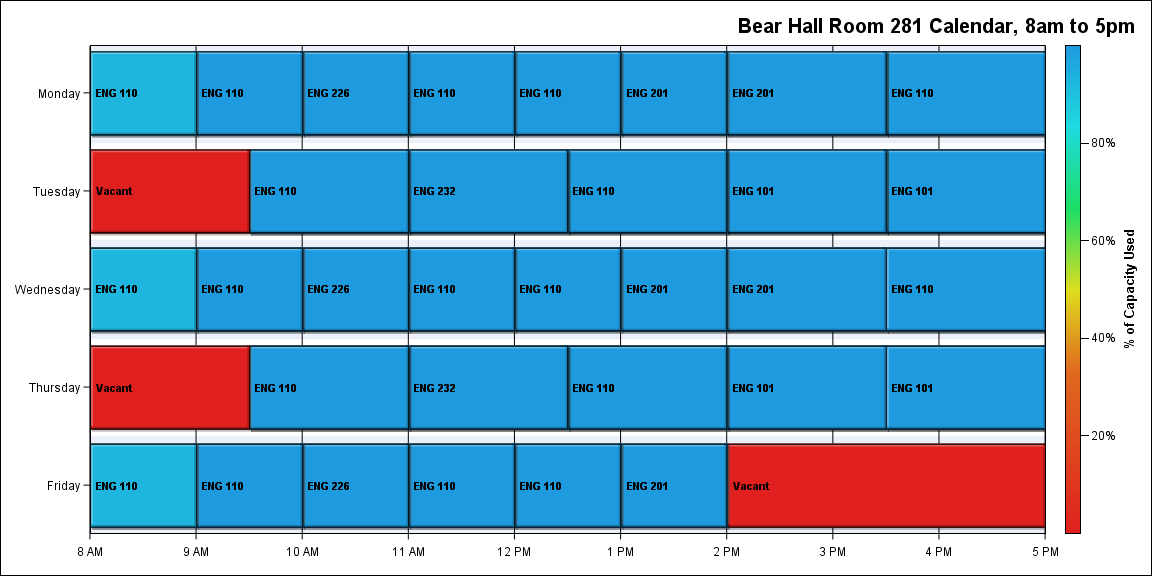 Bear Hall Room 281 Calendar, 8am to 5pm
Monday
ENG 110
ENG 110
ENG 226
ENG 110
ENG 110
ENG 201
ENG 201
ENG 110
Tuesday
Vacant
ENG 110
ENG 232
ENG 110
ENG 101
ENG 101
Wednesday
ENG 110
ENG 110
ENG 226
ENG 110
ENG 110
ENG 201
ENG 201
ENG 110
Thursday
Vacant
ENG 110
ENG 232
ENG 110
ENG 101
ENG 101
Friday
ENG 110
ENG 110
ENG 226
ENG 110
ENG 110
ENG 201
Vacant
8 AM
9 AM
10 AM
11 AM
12 PM
1 PM
2 PM
3 PM
4 PM
5 PM
80%
60%
40%
20%
% of Capacity Used